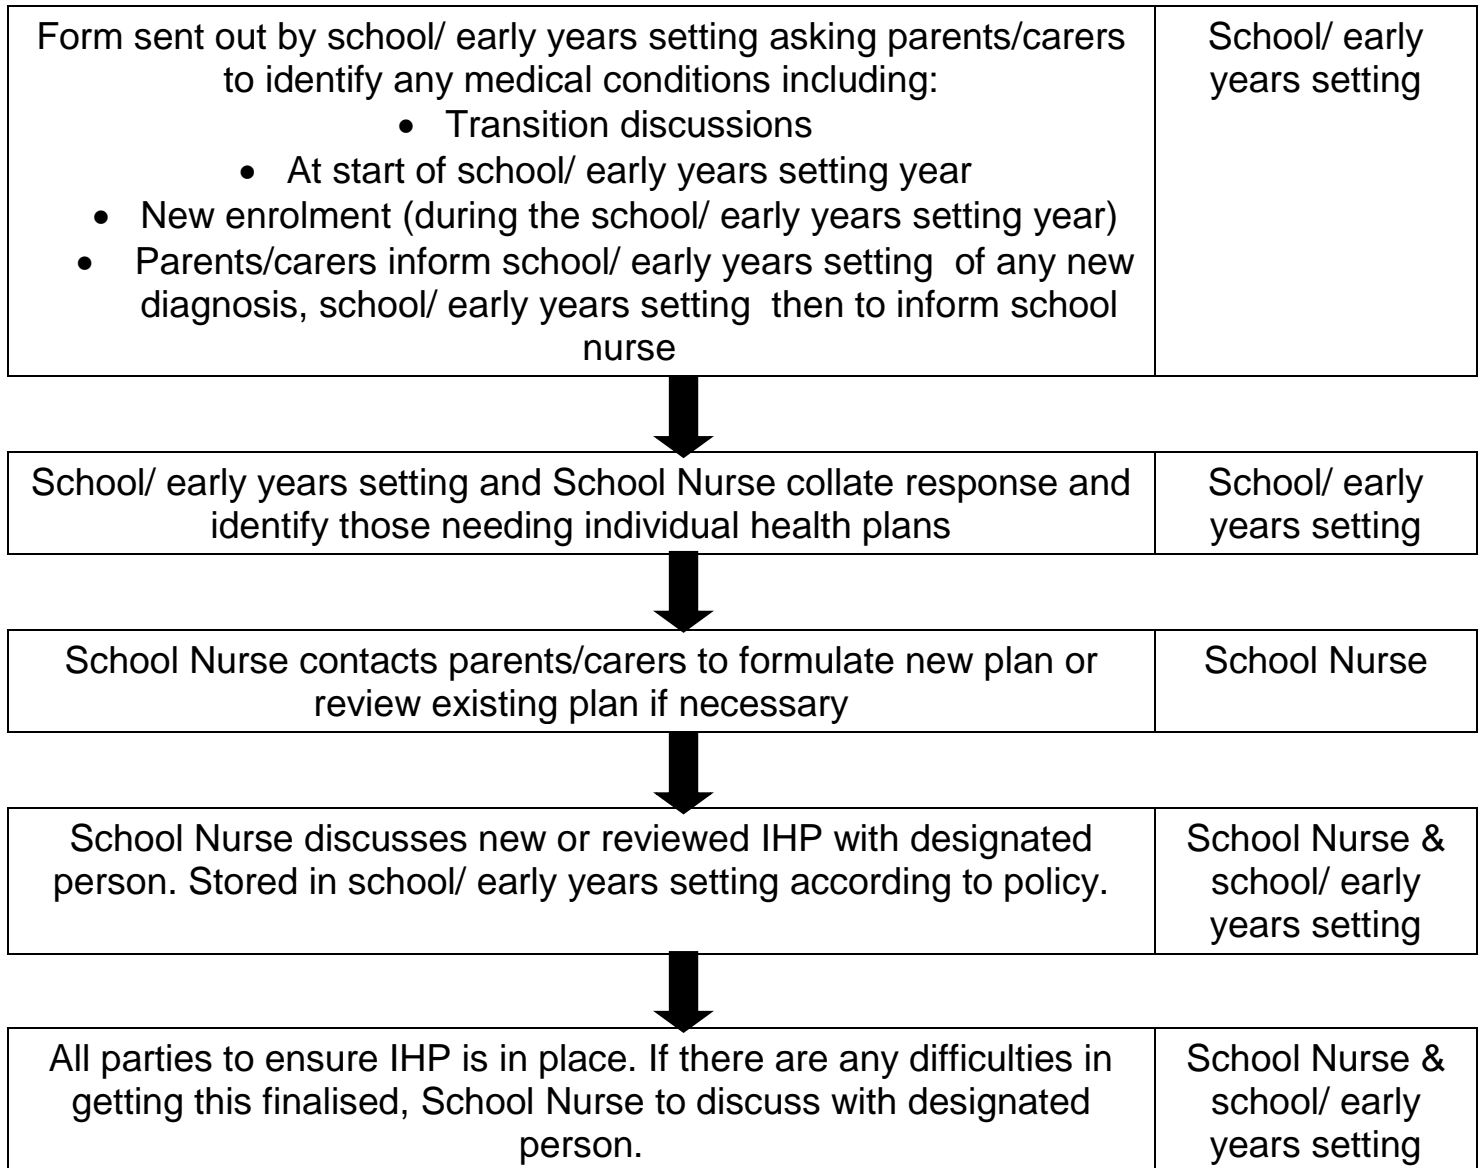 Form sent out by school/ early years setting asking parents/carers
to identify any medical conditions including:
• Transition discussions
• At start of school/ early years setting year
• New enrolment (during the school/ early years setting year)
• Parents/carers inform school/ early years setting  of any new
diagnosis, school/ early years setting  then to inform school
nurse
School/ early
years setting
School/ early years setting and School Nurse collate response and
identify those needing individual health plans
School/ early
years setting
School Nurse contacts parents/carers to formulate new plan or
review existing plan if necessary
School Nurse
School Nurse discusses new or reviewed IHP with designated
person. Stored in school/ early years setting according to policy.
School Nurse &
school/ early
years setting
All parties to ensure IHP is in place. If there are any difficulties in
getting this finalised, School Nurse to discuss with designated
person.
School Nurse &
school/ early
years setting